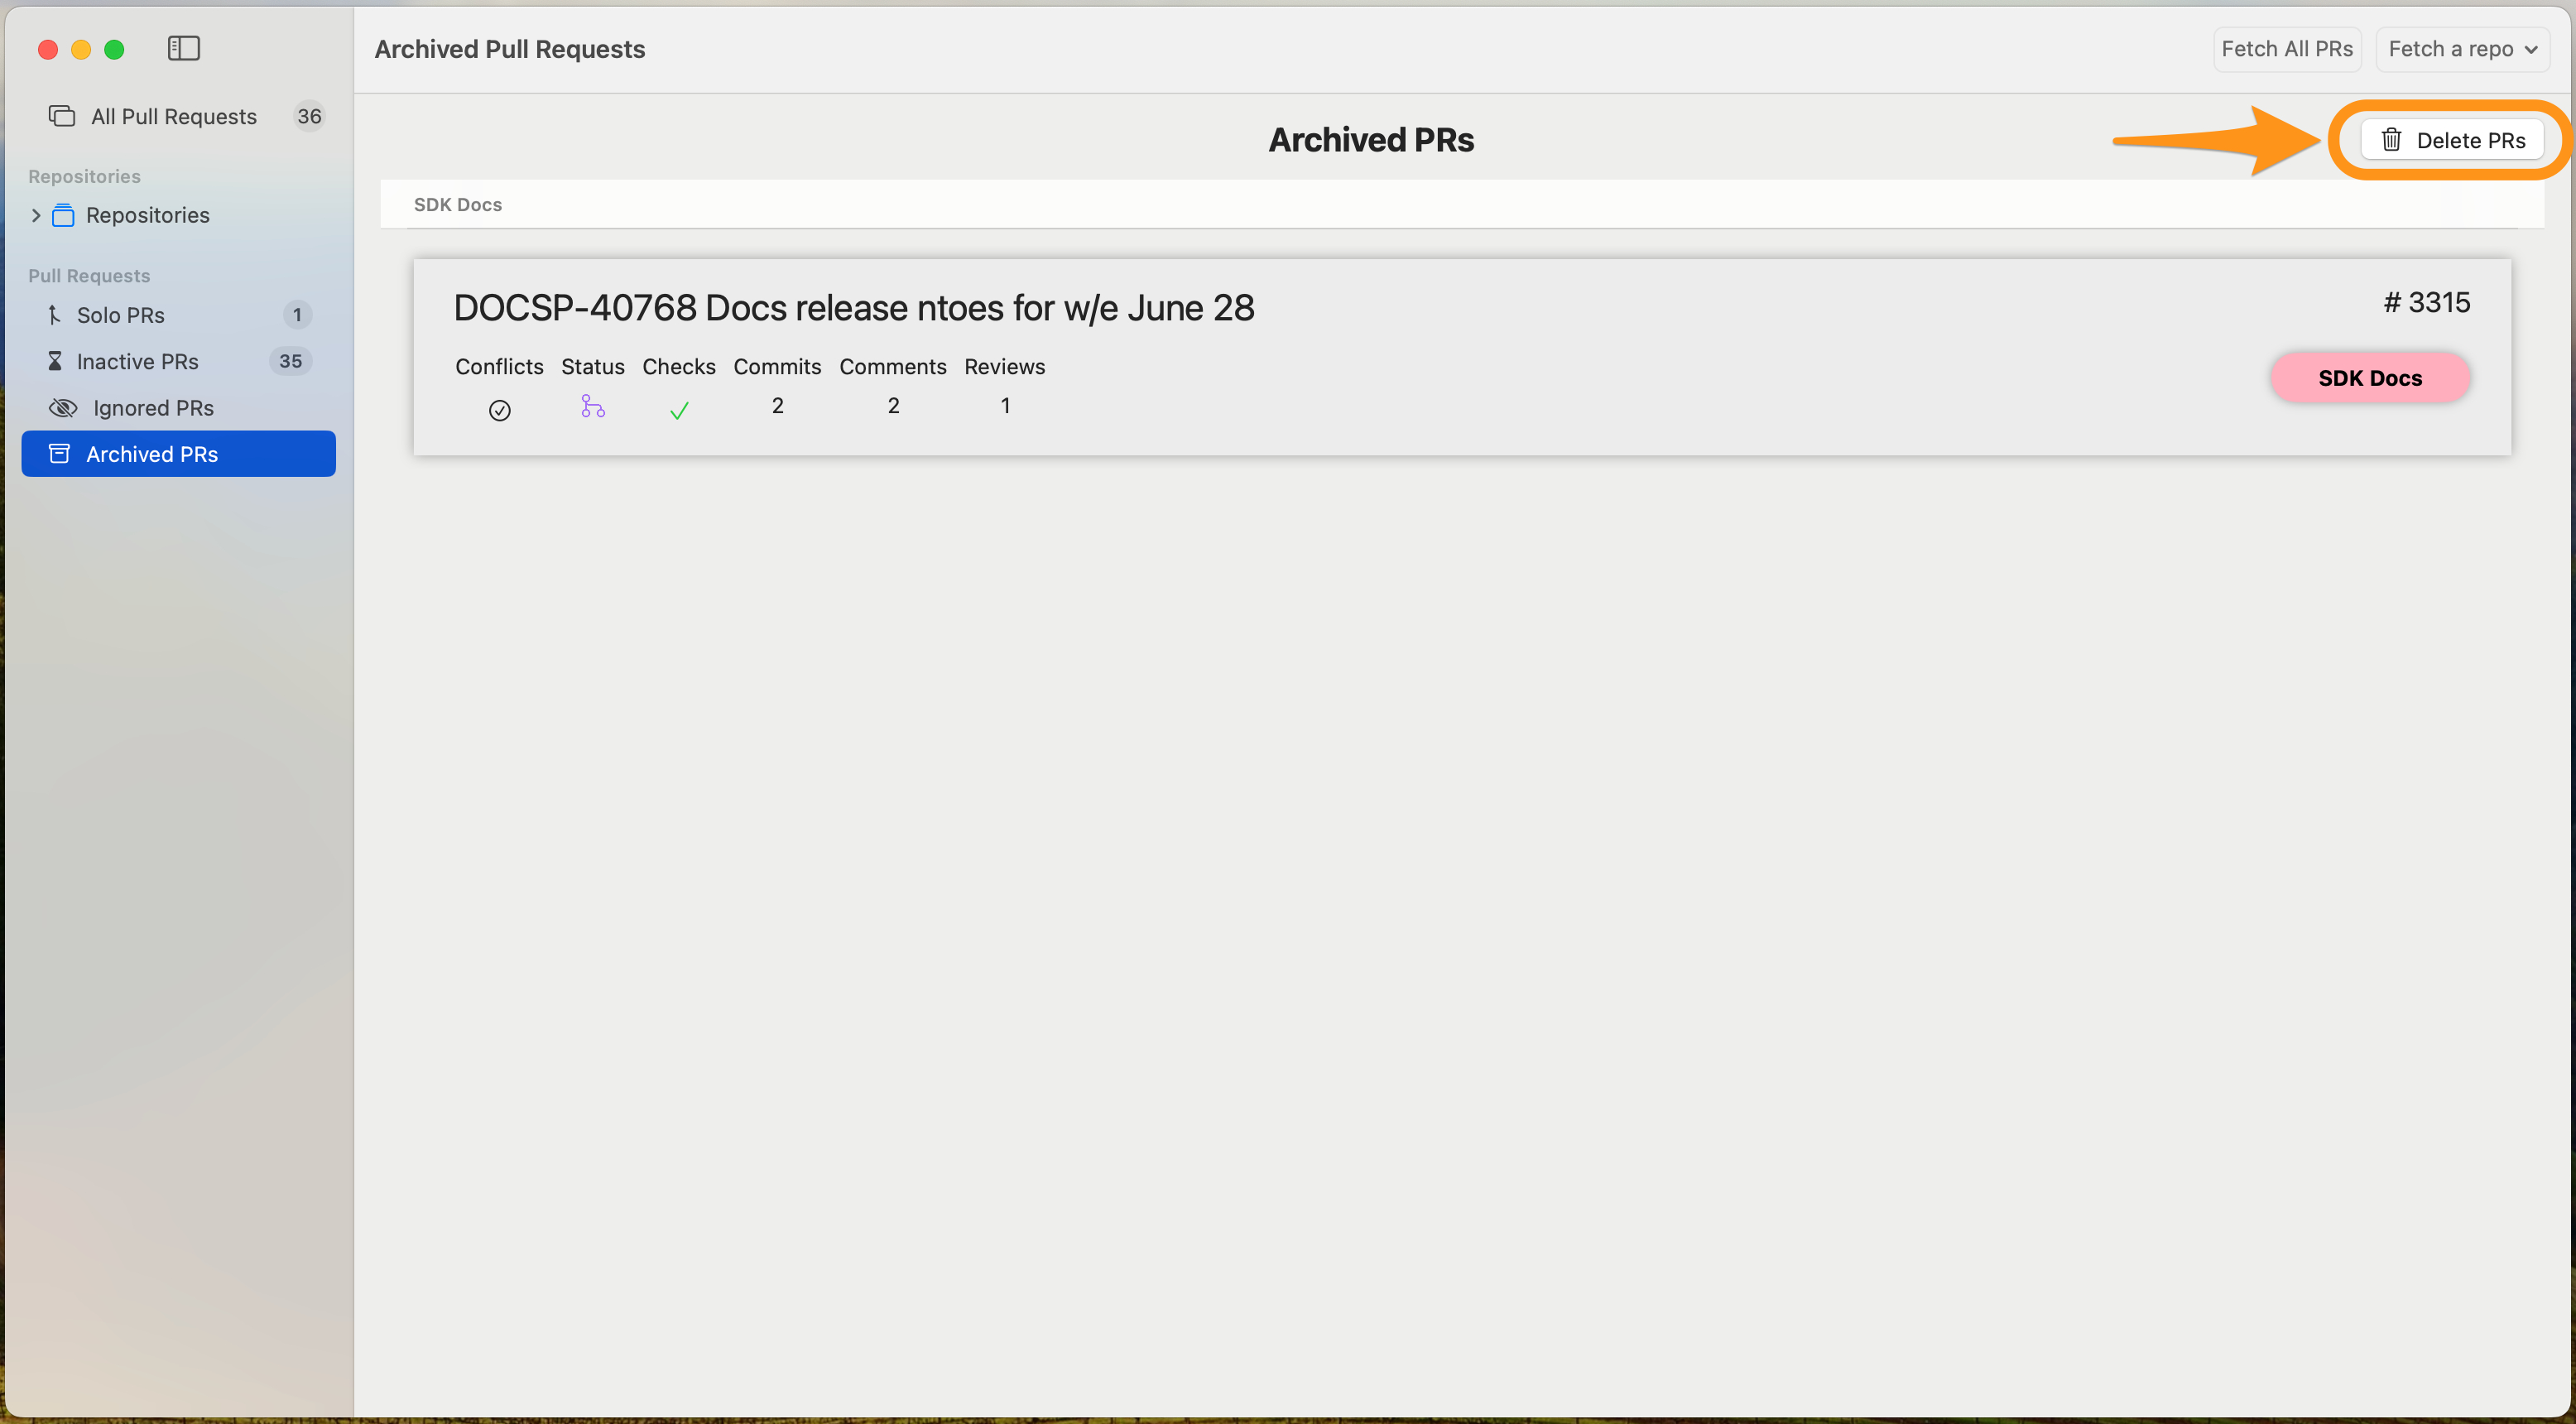 Archived Pull Requests
Fetch All PRs
Fetch a repo
All Pull Requests 36
Repositories
Repositories
Pull Requests
Solo PRs 1
Inactive PRs 35
Ignored PRs
Archived PRs
Archived PRs
Delete PRs
SDK Docs
DOCSP-40768 Docs release ntoes for w/e June 28
# 3315
Conflicts Status Checks Commits Comments Reviews
2 2 1
SDK Docs